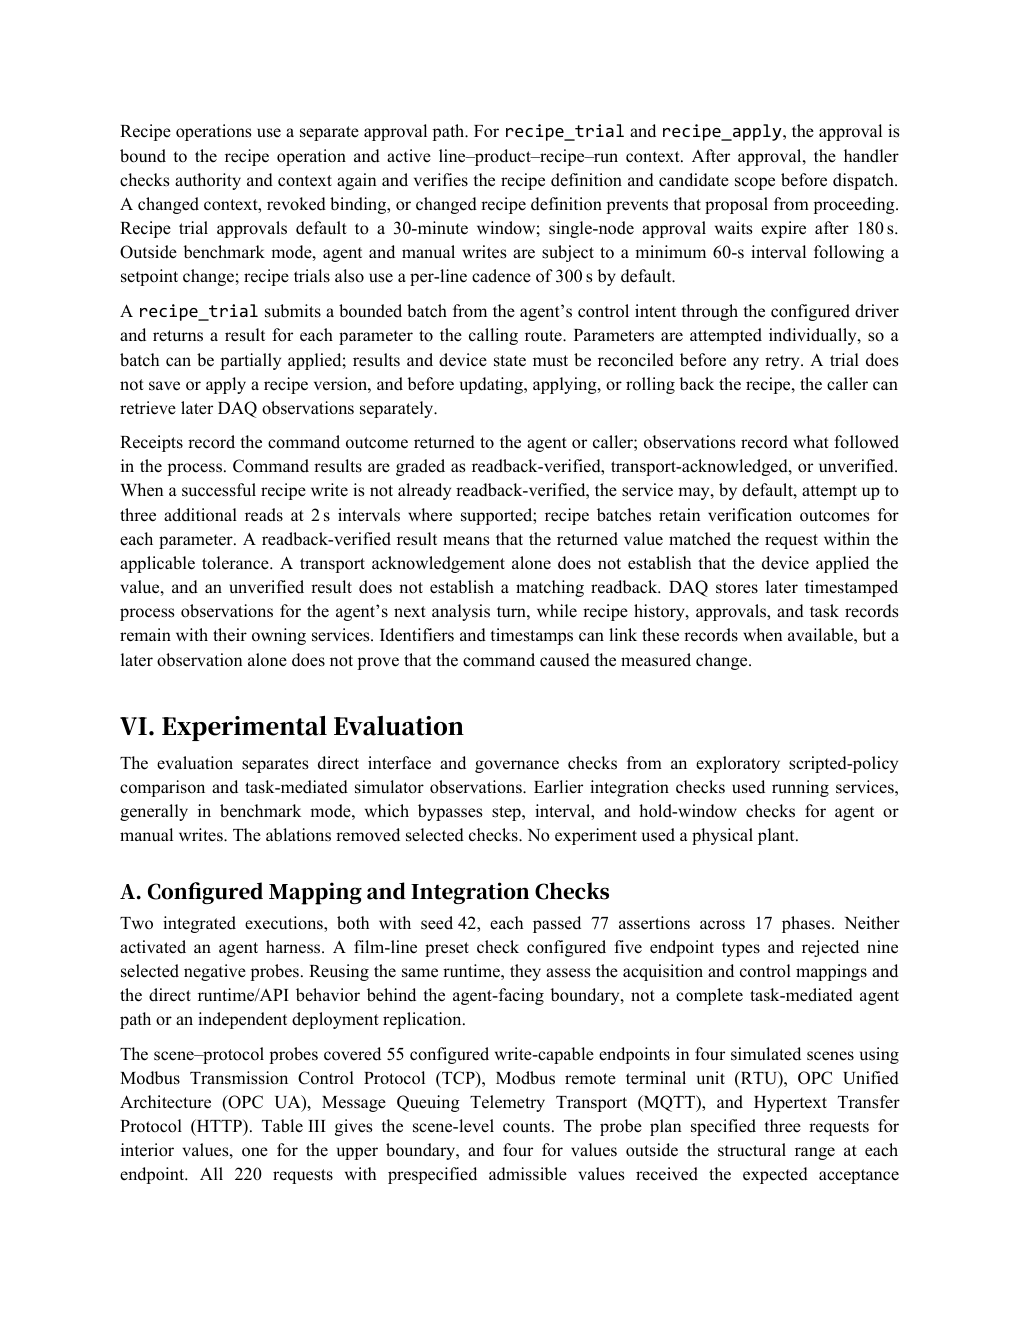 Recipe operations use a separate approval path. For recipe_trial and recipe_apply, the approval is
bound to the recipe operation and active line–product–recipe–run context. After approval, the handler
checks authority and context again and verifies the recipe definition and candidate scope before dispatch.
A changed context, revoked binding, or changed recipe definition prevents that proposal from proceeding.
Recipe trial approvals default to a 30-minute window; single-node approval waits expire after 180 s.
Outside benchmark mode, agent and manual writes are subject to a minimum 60-s interval following a
setpoint change; recipe trials also use a per-line cadence of 300 s by default.
A recipe_trial submits a bounded batch from the agent’s control intent through the configured driver
and returns a result for each parameter to the calling route. Parameters are attempted individually, so a
batch can be partially applied; results and device state must be reconciled before any retry. A trial does
not save or apply a recipe version, and before updating, applying, or rolling back the recipe, the caller can
retrieve later DAQ observations separately.
Receipts record the command outcome returned to the agent or caller; observations record what followed
in the process. Command results are graded as readback-verified, transport-acknowledged, or unverified.
When a successful recipe write is not already readback-verified, the service may, by default, attempt up to
three additional reads at 2 s intervals where supported; recipe batches retain verification outcomes for
each parameter. A readback-verified result means that the returned value matched the request within the
applicable tolerance. A transport acknowledgement alone does not establish that the device applied the
value, and an unverified result does not establish a matching readback. DAQ stores later timestamped
process observations for the agent’s next analysis turn, while recipe history, approvals, and task records
remain with their owning services. Identifiers and timestamps can link these records when available, but a
later observation alone does not prove that the command caused the measured change.
VI. Experimental Evaluation
The evaluation separates direct interface and governance checks from an exploratory scripted-policy
comparison and task-mediated simulator observations. Earlier integration checks used running services,
generally in benchmark mode, which bypasses step, interval, and hold-window checks for agent or
manual writes. The ablations removed selected checks. No experiment used a physical plant.
A. Configured Mapping and Integration Checks
Two integrated executions, both with seed 42, each passed 77 assertions across 17 phases. Neither
activated an agent harness. A film-line preset check configured five endpoint types and rejected nine
selected negative probes. Reusing the same runtime, they assess the acquisition and control mappings and
the direct runtime/API behavior behind the agent-facing boundary, not a complete task-mediated agent
path or an independent deployment replication.
The scene–protocol probes covered 55 configured write-capable endpoints in four simulated scenes using
Modbus Transmission Control Protocol (TCP), Modbus remote terminal unit (RTU), OPC Unified
Architecture (OPC UA), Message Queuing Telemetry Transport (MQTT), and Hypertext Transfer
Protocol (HTTP). Table III gives the scene-level counts. The probe plan specified three requests for
interior values, one for the upper boundary, and four for values outside the structural range at each
endpoint. All 220 requests with prespecified admissible values received the expected acceptance